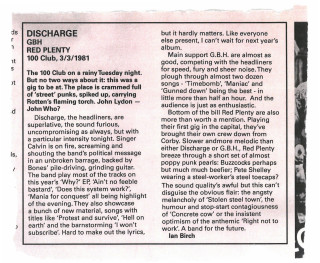 DISCHARGE
GBH
RED PLENTY
100 Club, 3/3/1981
The 100 Club on a rainy Tuesday night.
But no two ways about it: this was a
gig. The place is crammed full
of 'street' punks, spiked up, carrying
Rotten's flaming torch. John Lydon —
John Who?
Discharge, the headliners, are
superlative, the sound furious,
uncompromising as always, but with
a particular intensity tonight. Singer
Calvin is on fire, screaming and
shouting the band's political message
in an unbroken barrage, backed by
Bones' pile-driving, grinding guitar.
The band play most of the tracks on
this year's 'Why?' EP, 'Ain't no feeble
bastard', 'Does this system work?',
'Mania for conquest' all being highlight
of the evening. They also showcase
a bunch of new material, songs with
titles like 'Protest and survive', 'Hell on
earth' and the barnstorming 'I won't
subscribe'. Hard to make out the lyrics,
but it hardly matters. Like everyone
else present, I can't wait for next year's
album.
Main support G.B.H. are almost as
good, competing with the headliners
for speed, fury and sheer noise. They
plough through almost two dozen
songs - 'Timebomb', 'Maniac' and
'Gunned down' being the best - in
little more than half an hour. And the
audience is just as enthusiastic.
Bottom of the bill Red Plenty are also
more than worth a mention. Playing
their first gig in the capital, they've
brought their own crew down from
Corby. Slower andmore melodic than
either Discharge or G.B.H., Red Plenty
breeze through a short set of almost
poppy punk pearls: Buzzcocks perhaps
but much much beefier; Pete Shelley
wearing a steel-worker's steel toecaps?
The sound quality's awful but this can't
disguise the obvious flair: the angsty
melancholy of 'Stolen steel town', the
humour and stop-start contagiousness
of 'Concrete cow' or the insistent
optimism of the anthemic 'Right not to
work'. A band for the future.
Ian Birch